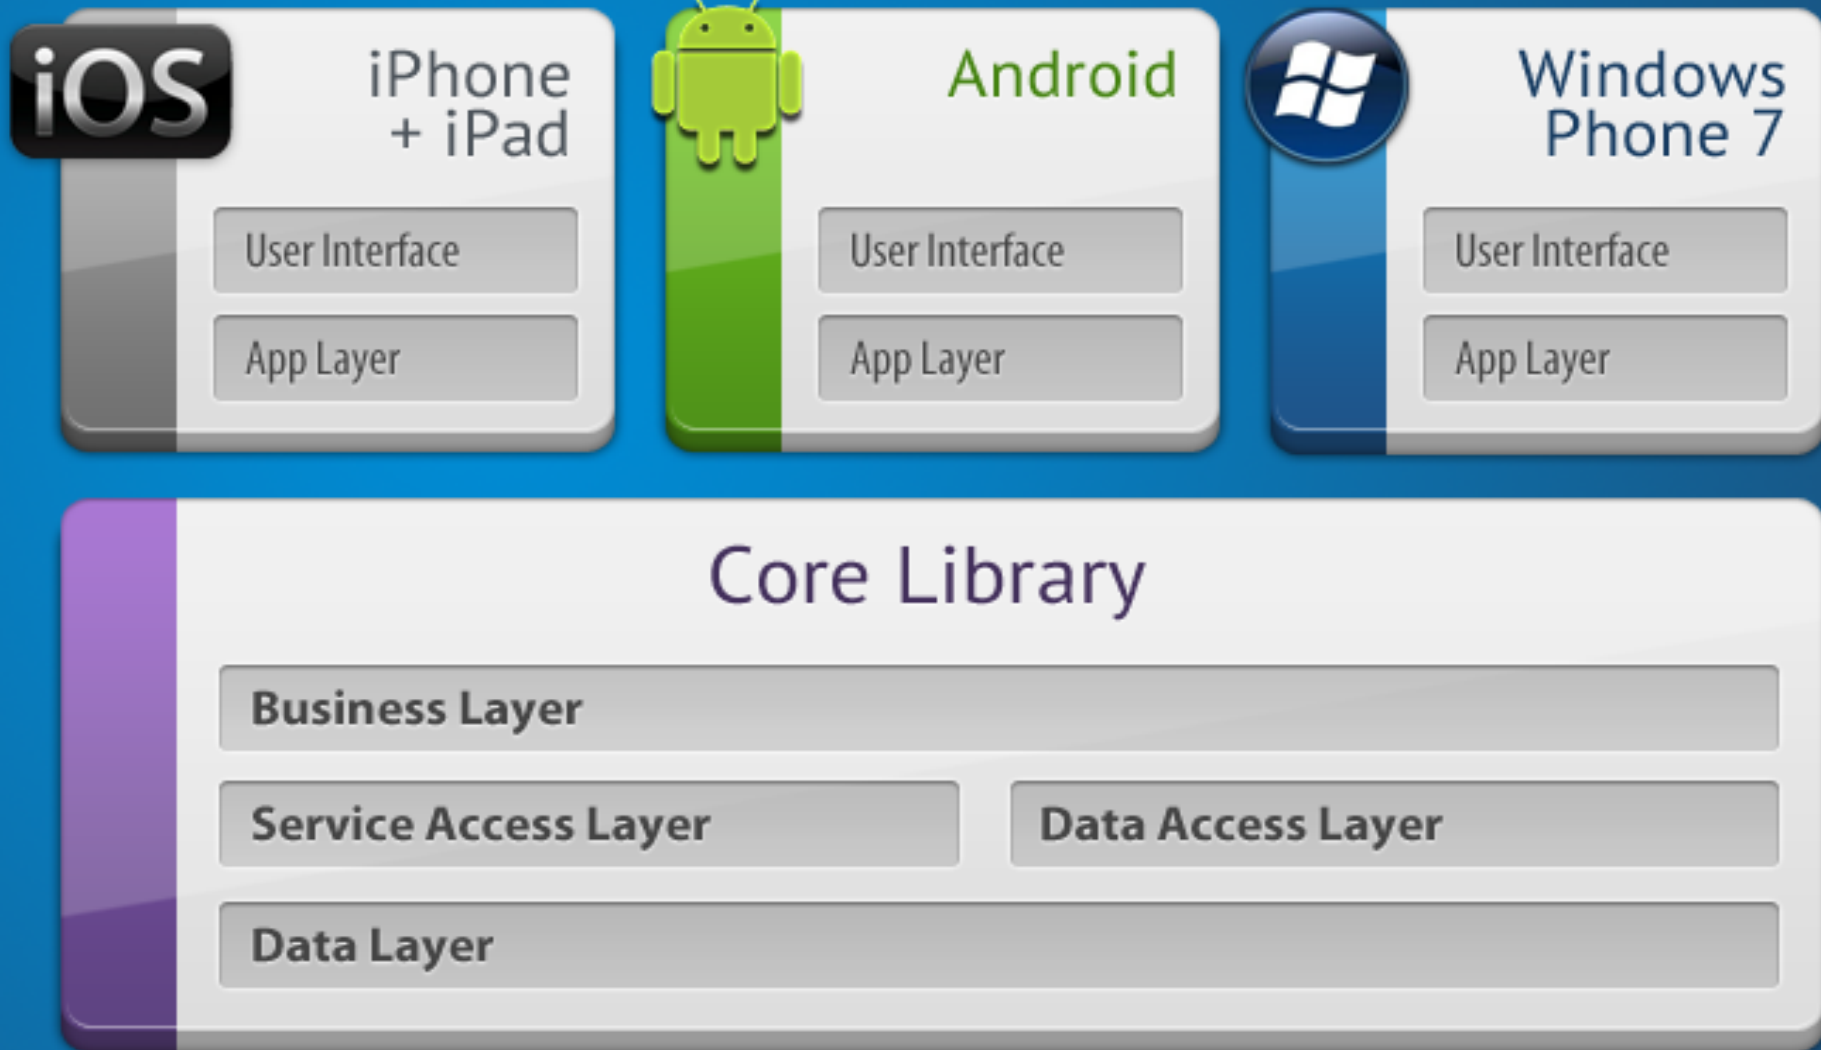 iOS
iPhone
+ iPad
User Interface
App Layer
Android
User Interface
App Layer
Windows
Phone 7
User Interface
App Layer
Core Library
Business Layer
Service Access Layer
Data Access Layer
Data Layer